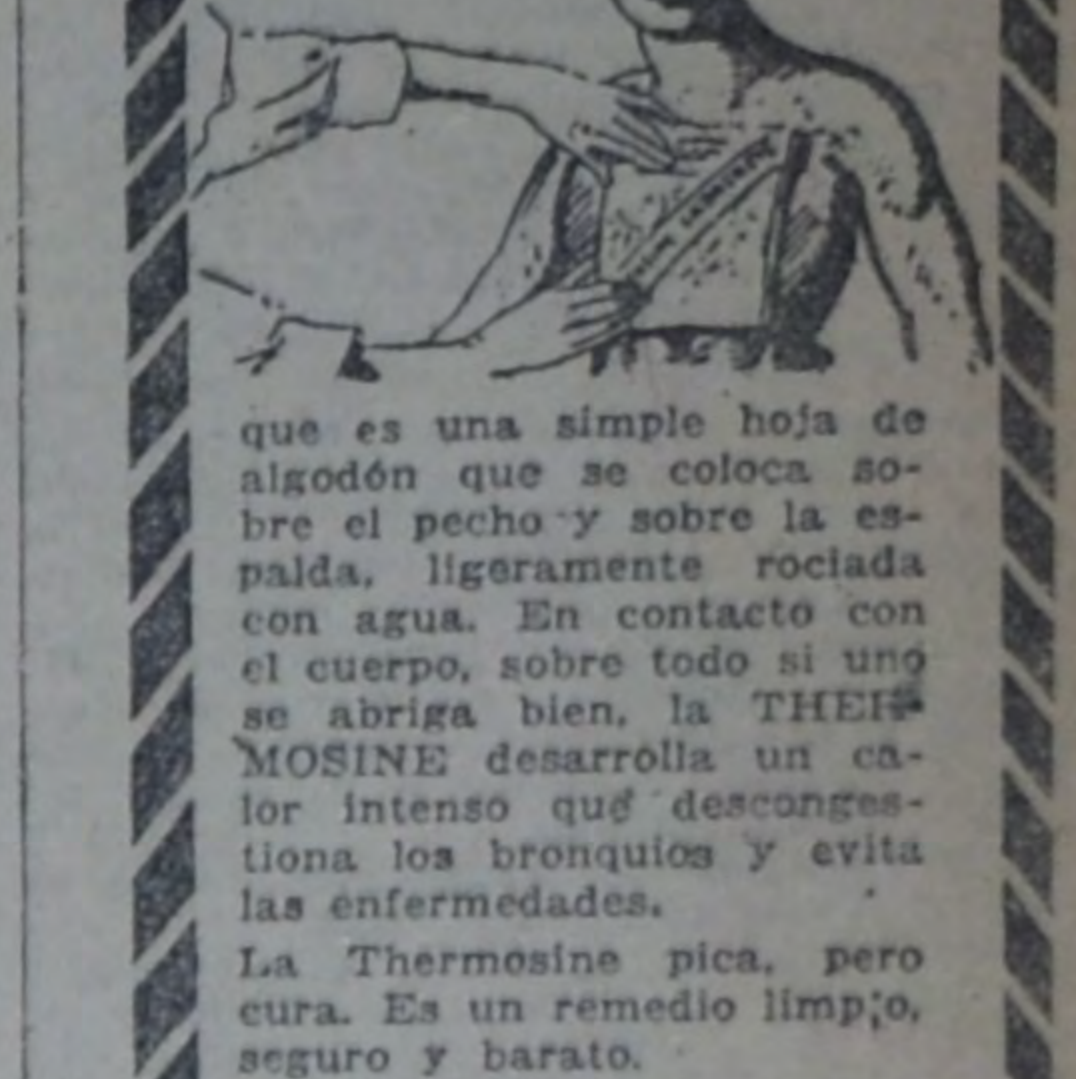 que es una simple hoja de
algodón que se coloca so-
bre el pecho y sobre la es-
palda, ligeramente rociada
con agua. En contacto con
el cuerpo, sobre todo si uno
se abriga bien, la THER-
MOSINE desarrolla un ca-
lor intenso que desconges-
tiona los bronquios y evita
las enfermedades.
La Thermosine pica, pero
cura. Es un remedio limpio,
seguro y barato.